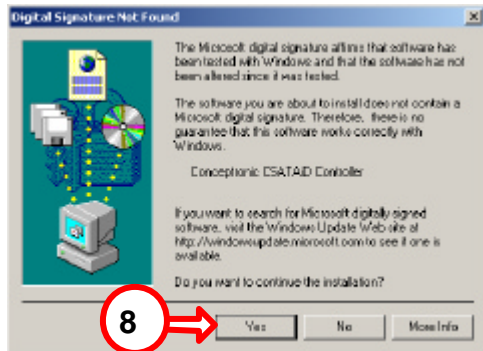 Digital Signature Not Found
The Microsoft digital signature affirms that software has
been tested with Windows and that the software has not
been altered since it was tested.
The software you are about to install does not contain a
Microsoft digital signature. Therefore, there is no
guarantee that this software works correctly with
Windows.
Conceptronic CSATAiD Controller
If you want to search for Microsoft digitally signed
software, visit the Windows Update Web site at
http://windowsupdate.microsoft.com to see if one is
available.
Do you want to continue the installation?
8
Yes
No
More Info